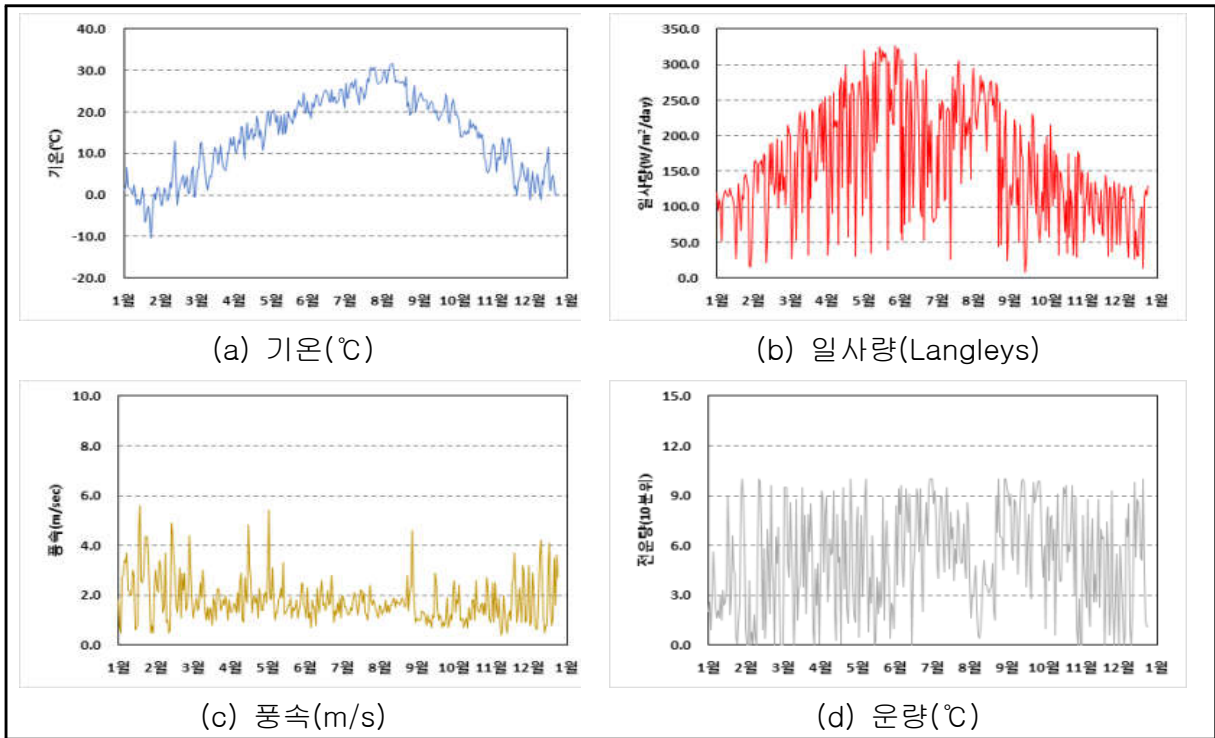 40.0
30.0
20.0
10.0
0.0
-10.0
-20.0
기온(℃)
1월 2월 3월 4월 5월 6월 7월 8월 9월 10월 11월 12월 1월
(a) 기온(℃)
350.0
300.0
250.0
200.0
150.0
100.0
50.0
0.0
일사량(W/m²/day)
1월 2월 3월 4월 5월 6월 7월 8월 9월 10월 11월 12월 1월
(b) 일사량(Langleys)
10.0
8.0
6.0
4.0
2.0
0.0
풍속(m/sec)
1월 2월 3월 4월 5월 6월 7월 8월 9월 10월 11월 12월 1월
(c) 풍속(m/s)
15.0
12.0
9.0
6.0
3.0
0.0
전운량(10분위)
1월 2월 3월 4월 5월 6월 7월 8월 9월 10월 11월 12월 1월
(d) 운량(℃)